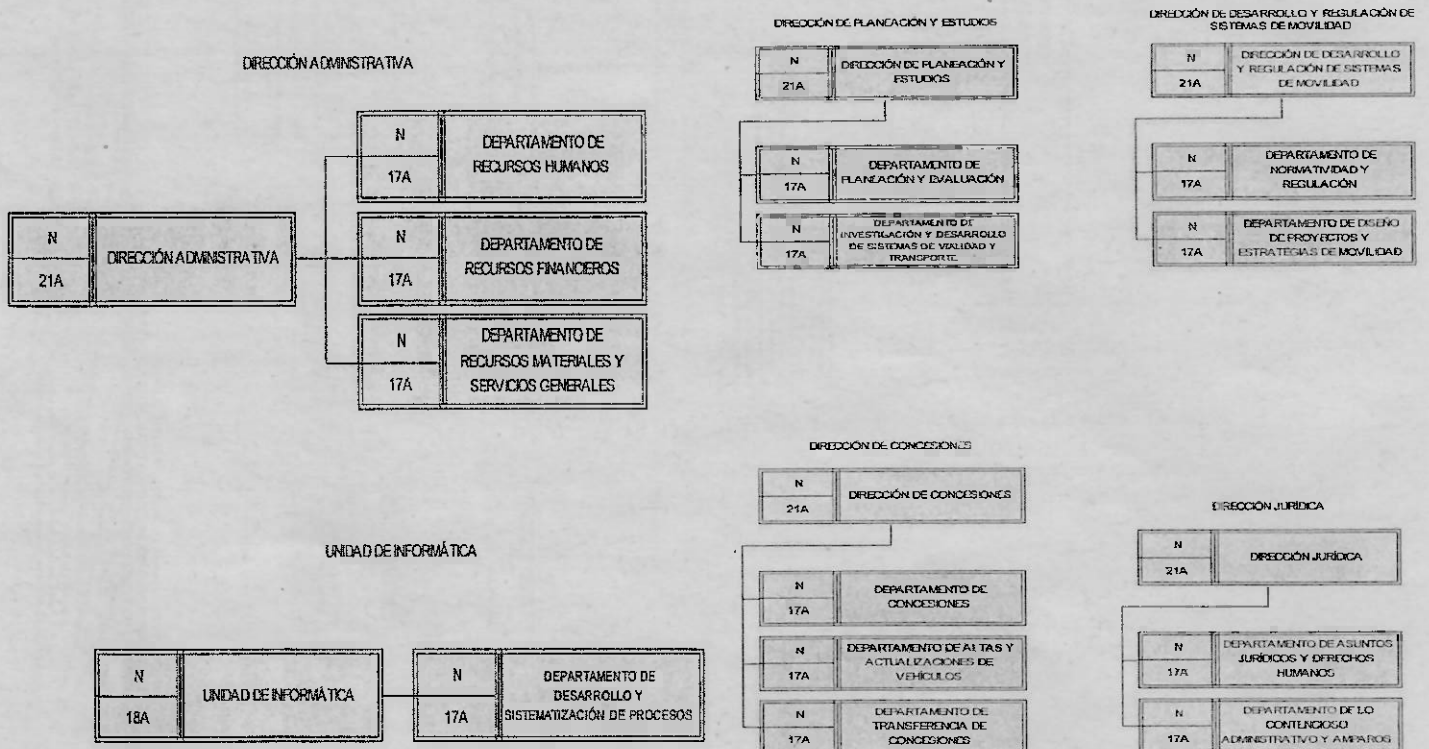 DIRECCIÓN ADMINISTRATIVA
N
21A
DIRECCIÓN ADMINISTRATIVA
N
17A
DEPARTAMENTO DE
RECURSOS HUMANOS
N
17A
DEPARTAMENTO DE
RECURSOS FINANCIEROS
N
17A
DEPARTAMENTO DE
RECURSOS MATERIALES Y
SERVICIOS GENERALES
DIRECCIÓN DE PLANEACIÓN Y ESTUDIOS
N
21A
DIRECCIÓN DE PLANEACIÓN Y
ESTUDIOS
N
17A
DEPARTAMENTO DE
PLANEACIÓN Y EVALUACIÓN
N
17A
DEPARTAMENTO DE
INVESTIGACIÓN Y DESARROLLO
DE SISTEMAS DE VIALIDAD Y
TRANSPORTE
DIRECCIÓN DE DESARROLLO Y REGULACIÓN DE
SISTEMAS DE MOVILIDAD
N
21A
DIRECCIÓN DE DESARROLLO
Y REGULACIÓN DE SISTEMAS
DE MOVILIDAD
N
17A
DEPARTAMENTO DE
NORMATIVIDAD Y
REGULACIÓN
N
17A
DEPARTAMENTO DE DISEÑO
DE PROYECTOS Y
ESTRATEGIAS DE MOVILIDAD
UNIDAD DE INFORMÁTICA
N
18A
UNIDAD DE INFORMÁTICA
N
17A
DEPARTAMENTO DE
DESARROLLO Y
SISTEMATIZACIÓN DE PROCESOS
DIRECCIÓN DE CONCESIONES
N
21A
DIRECCIÓN DE CONCESIONES
N
17A
DEPARTAMENTO DE
CONCESIONES
N
17A
DEPARTAMENTO DE ALTAS Y
ACTUALIZACIONES DE
VEHÍCULOS
N
17A
DEPARTAMENTO DE
TRANSFERENCIA DE
CONCESIONES
DIRECCIÓN JURÍDICA
N
21A
DIRECCIÓN JURÍDICA
N
17A
DEPARTAMENTO DE ASUNTOS
JURÍDICOS Y DERECHOS
HUMANOS
N
17A
DEPARTAMENTO DE LO
CONTENCIOSO
ADMINISTRATIVO Y AMPAROS